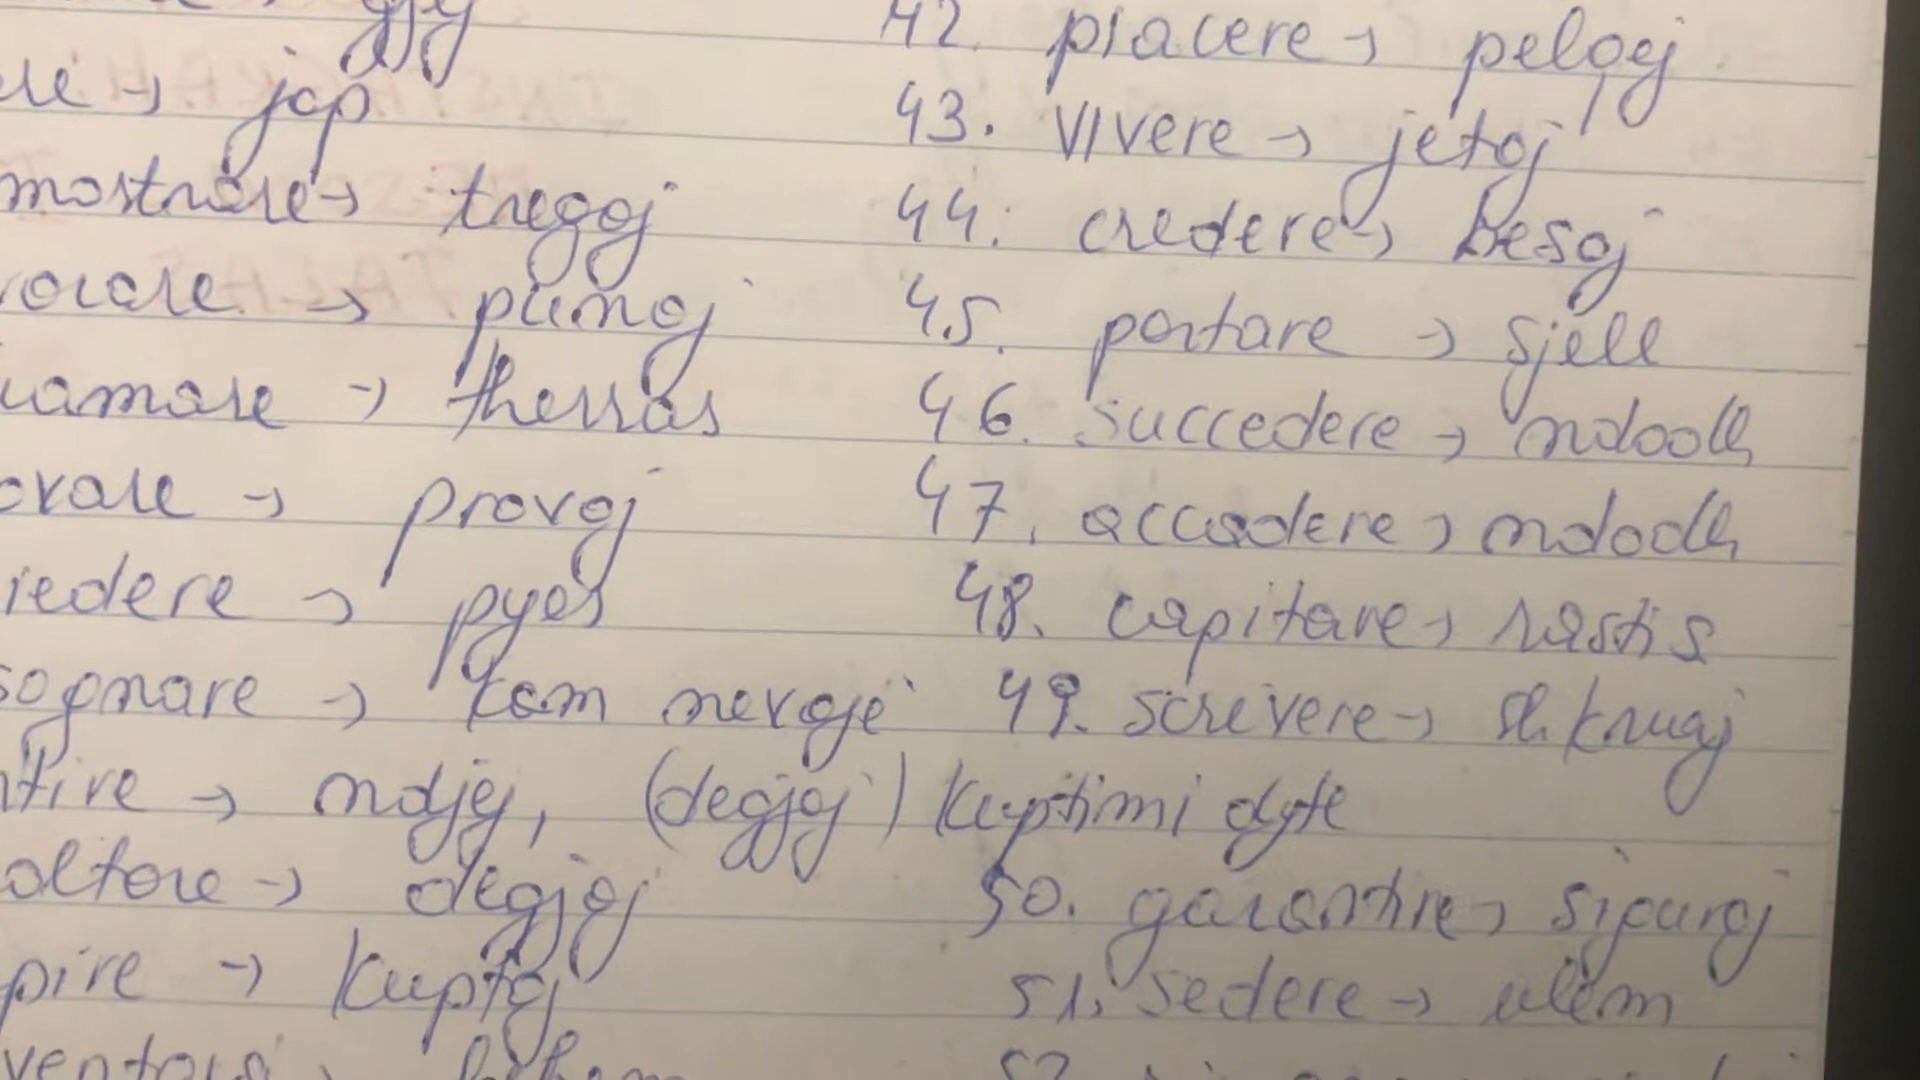 jap
mostrare → tregoj
punoj
therras
provoj
pyes
kam nevojë
ndjej, (degjoj) kuptimi dytë
degjoj
kuptoj
42. piacere → pelqej
43. vivere → jetoj
44. credere → besoj
45. portare → sjell
46. succedere → ndodh
47. accadere → ndodh
48. capitare → rastis
49. scrivere → shkruaj
50. garantire → siguroj
51. sedere → ulem